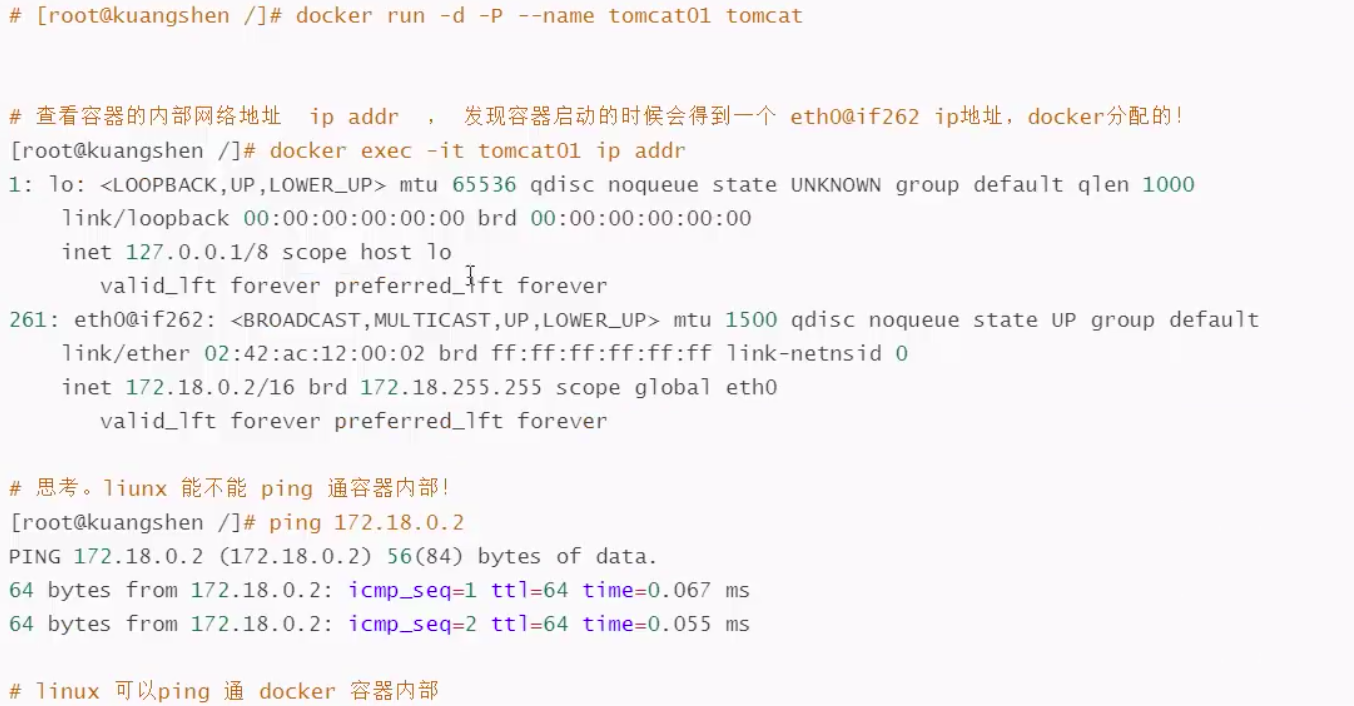 # [root@kuangshen /]# docker run -d -P --name tomcat01 tomcat
# 查看容器的内部网络地址 ip addr ， 发现容器启动的时候会得到一个 eth0@if262 ip地址，docker分配的！
[root@kuangshen /]# docker exec -it tomcat01 ip addr
1: lo: <LOOPBACK,UP,LOWER_UP> mtu 65536 qdisc noqueue state UNKNOWN group default qlen 1000
link/loopback 00:00:00:00:00:00 brd 00:00:00:00:00:00
inet 127.0.0.1/8 scope host lo
valid_lft forever preferred_lft forever
261: eth0@if262: <BROADCAST,MULTICAST,UP,LOWER_UP> mtu 1500 qdisc noqueue state UP group default
link/ether 02:42:ac:12:00:02 brd ff:ff:ff:ff:ff:ff link-netnsid 0
inet 172.18.0.2/16 brd 172.18.255.255 scope global eth0
valid_lft forever preferred_lft forever
# 思考。liunx 能不能 ping 通容器内部！
[root@kuangshen /]# ping 172.18.0.2
PING 172.18.0.2 (172.18.0.2) 56(84) bytes of data.
64 bytes from 172.18.0.2: icmp_seq=1 ttl=64 time=0.067 ms
64 bytes from 172.18.0.2: icmp_seq=2 ttl=64 time=0.055 ms
# linux 可以ping 通 docker 容器内部